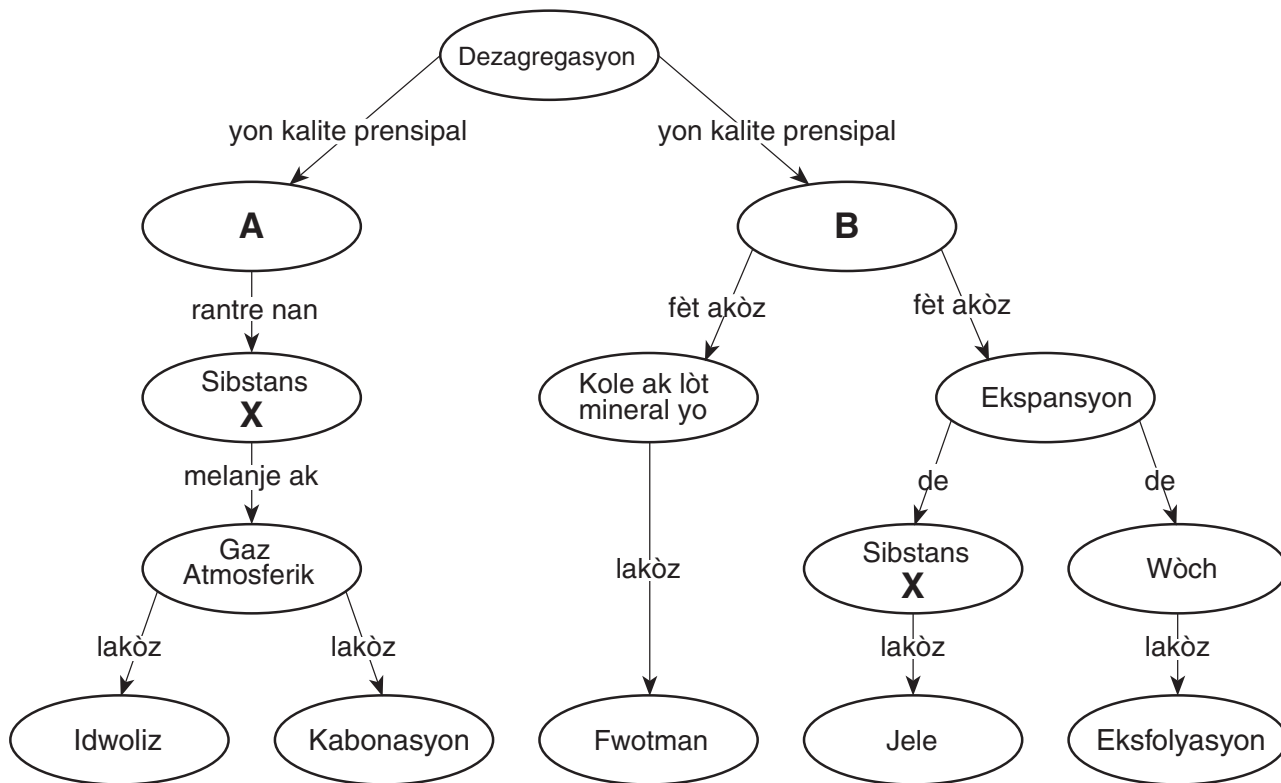 Dezagregasyon
yon kalite prensipal
yon kalite prensipal
A
B
rantre nan
fèt akòz
fèt akòz
Sibstans
X
Kole ak lòt
mineral yo
Ekspansyon
melanje ak
de
de
Gaz
Atmosferik
lakòz
Sibstans
X
Wòch
lakòz
lakòz
lakòz
lakòz
Idwoliz
Kabonasyon
Fwotman
Jele
Eksfolyasyon